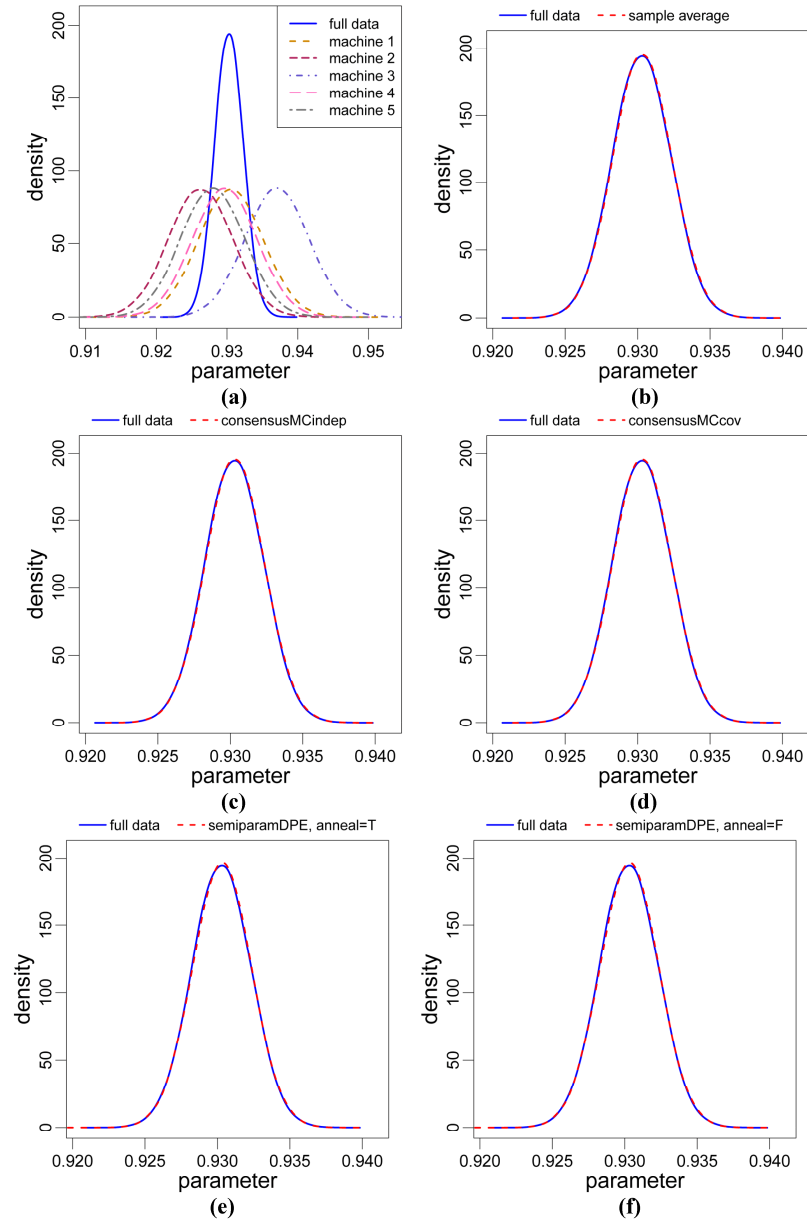 full data
machine 1
machine 2
machine 3
machine 4
machine 5
density
0
50
100
150
200
0.91
0.92
0.93
0.94
0.95
parameter
(a)
full data
sample average
density
0
50
100
150
200
0.920
0.925
0.930
0.935
0.940
parameter
(b)
full data
consensusMCindep
density
0
50
100
150
200
0.920
0.925
0.930
0.935
0.940
parameter
(c)
full data
consensusMCcov
density
0
50
100
150
200
0.920
0.925
0.930
0.935
0.940
parameter
(d)
full data
semiparamDPE, anneal=T
density
0
50
100
150
200
0.920
0.925
0.930
0.935
0.940
parameter
(e)
full data
semiparamDPE, anneal=F
density
0
50
100
150
200
0.920
0.925
0.930
0.935
0.940
parameter
(f)